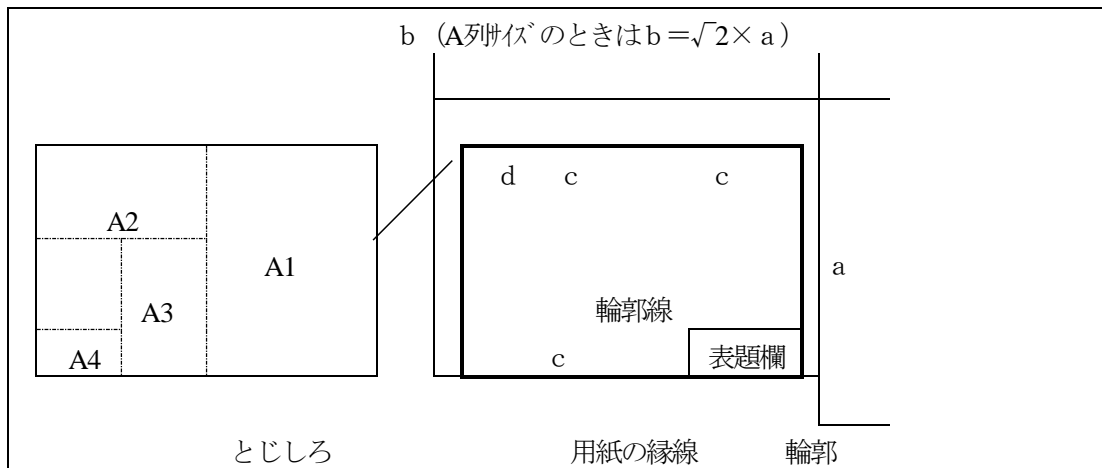 b (A列ｻｲｽﾞのときはb=√2×a)
d c c
A2
A1
a
A3
輪郭線
A4
c
表題欄
とじしろ 用紙の縁線 輪郭